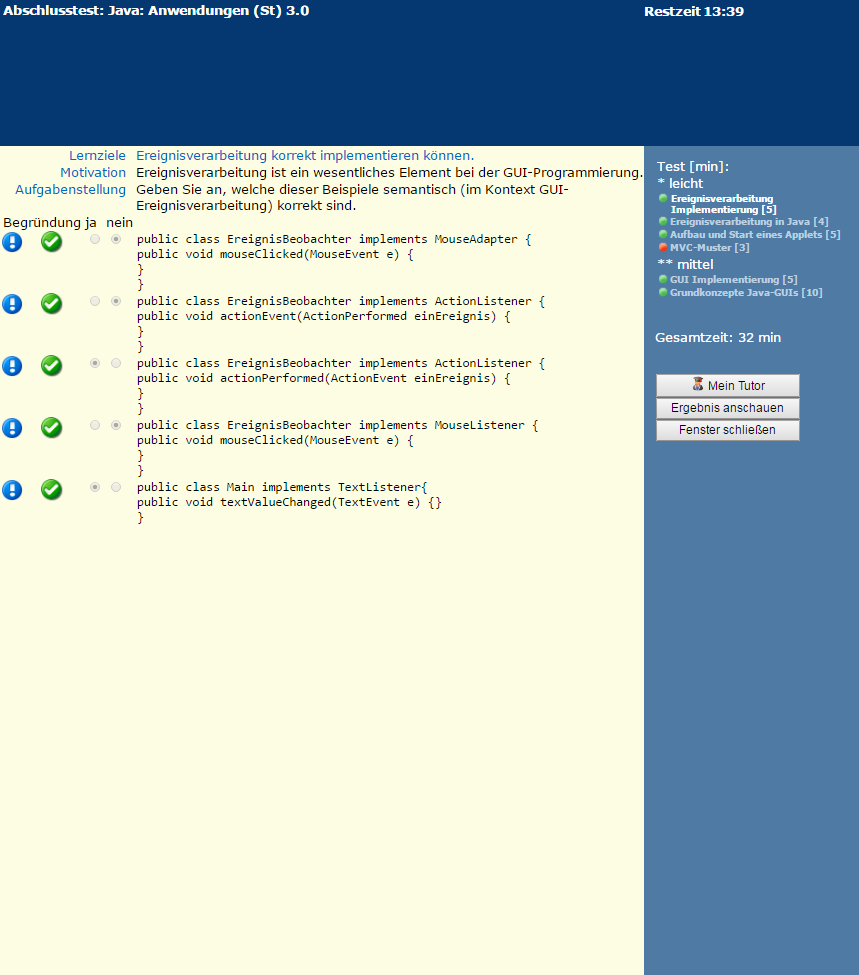 Abschlusstest: Java: Anwendungen (St) 3.0
Restzeit 13:39
Lernziele Ereignisverarbeitung korrekt implementieren können.
Motivation Ereignisverarbeitung ist ein wesentliches Element bei der GUI-Programmierung.
Aufgabenstellung Geben Sie an, welche dieser Beispiele semantisch (im Kontext GUI-
Ereignisverarbeitung) korrekt sind.
Begründung ja nein
public class EreignisBeobachter implements MouseAdapter {
public void mouseClicked(MouseEvent e) {
}
}
public class EreignisBeobachter implements ActionListener {
public void actionEvent(ActionPerformed einEreignis) {
}
}
public class EreignisBeobachter implements ActionListener {
public void actionPerformed(ActionEvent einEreignis) {
}
}
public class EreignisBeobachter implements MouseListener {
public void mouseClicked(MouseEvent e) {
}
}
public class Main implements TextListener{
public void textValueChanged(TextEvent e) {}
}
Test [min]:
* leicht
Ereignisverarbeitung
Implementierung [5]
Ereignisverarbeitung in Java [4]
Aufbau und Start eines Applets [5]
MVC-Muster [3]
** mittel
GUI Implementierung [5]
Grundkonzepte Java-GUIs [10]
Gesamtzeit: 32 min
Mein Tutor
Ergebnis anschauen
Fenster schließen